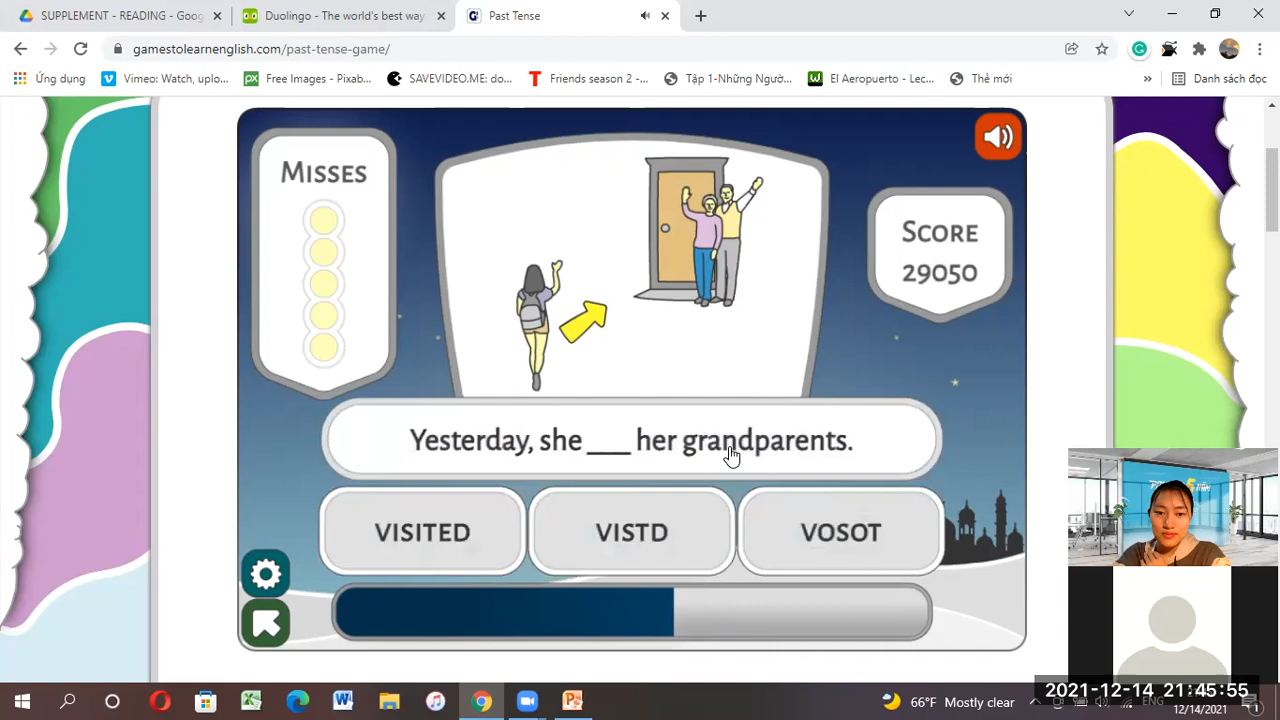 SUPPLEMENT - READING - Goog
Duolingo - The world's best way
Past Tense
gamestolearnenglish.com/past-tense-game/
Ứng dụng
Vimeo: Watch, uplo...
Free Images - Pixab...
SAVEVIDEO.ME: do...
Friends season 2 -...
Tập 1-Những Ngườ...
El Aeropuerto - Lec...
Thẻ mới
»
Danh sách đọc
MISSES
SCORE
29050
Yesterday, she ___ her grandparents.
VISITED
VISTD
VOSOT
66°F Mostly clear
ENG
2021-12-14 21:45:55
12/14/2021